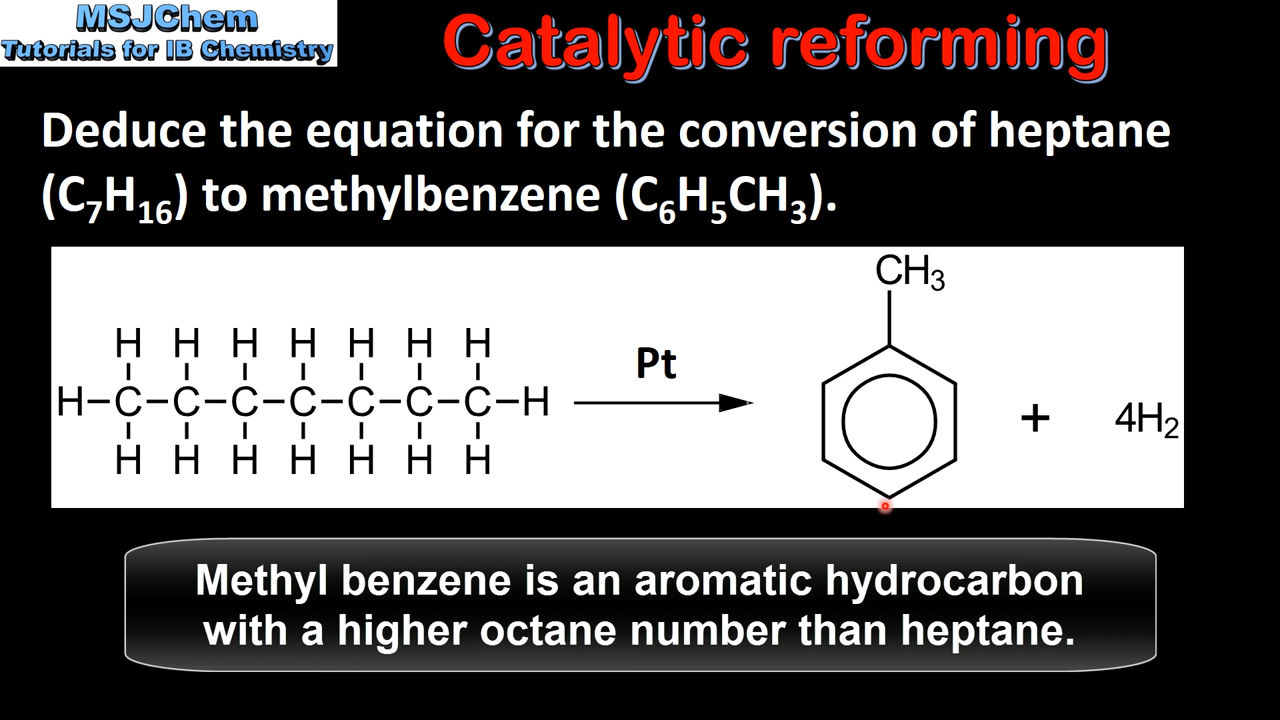 MSJChem
Tutorials for IB Chemistry
Catalytic reforming
Deduce the equation for the conversion of heptane
(C₇H₁₆) to methylbenzene (C₆H₅CH₃).
CH₃
H H H H H H H
Pt
H–C–C–C–C–C–C–C–H
+ 4H₂
H H H H H H H
Methyl benzene is an aromatic hydrocarbon
with a higher octane number than heptane.